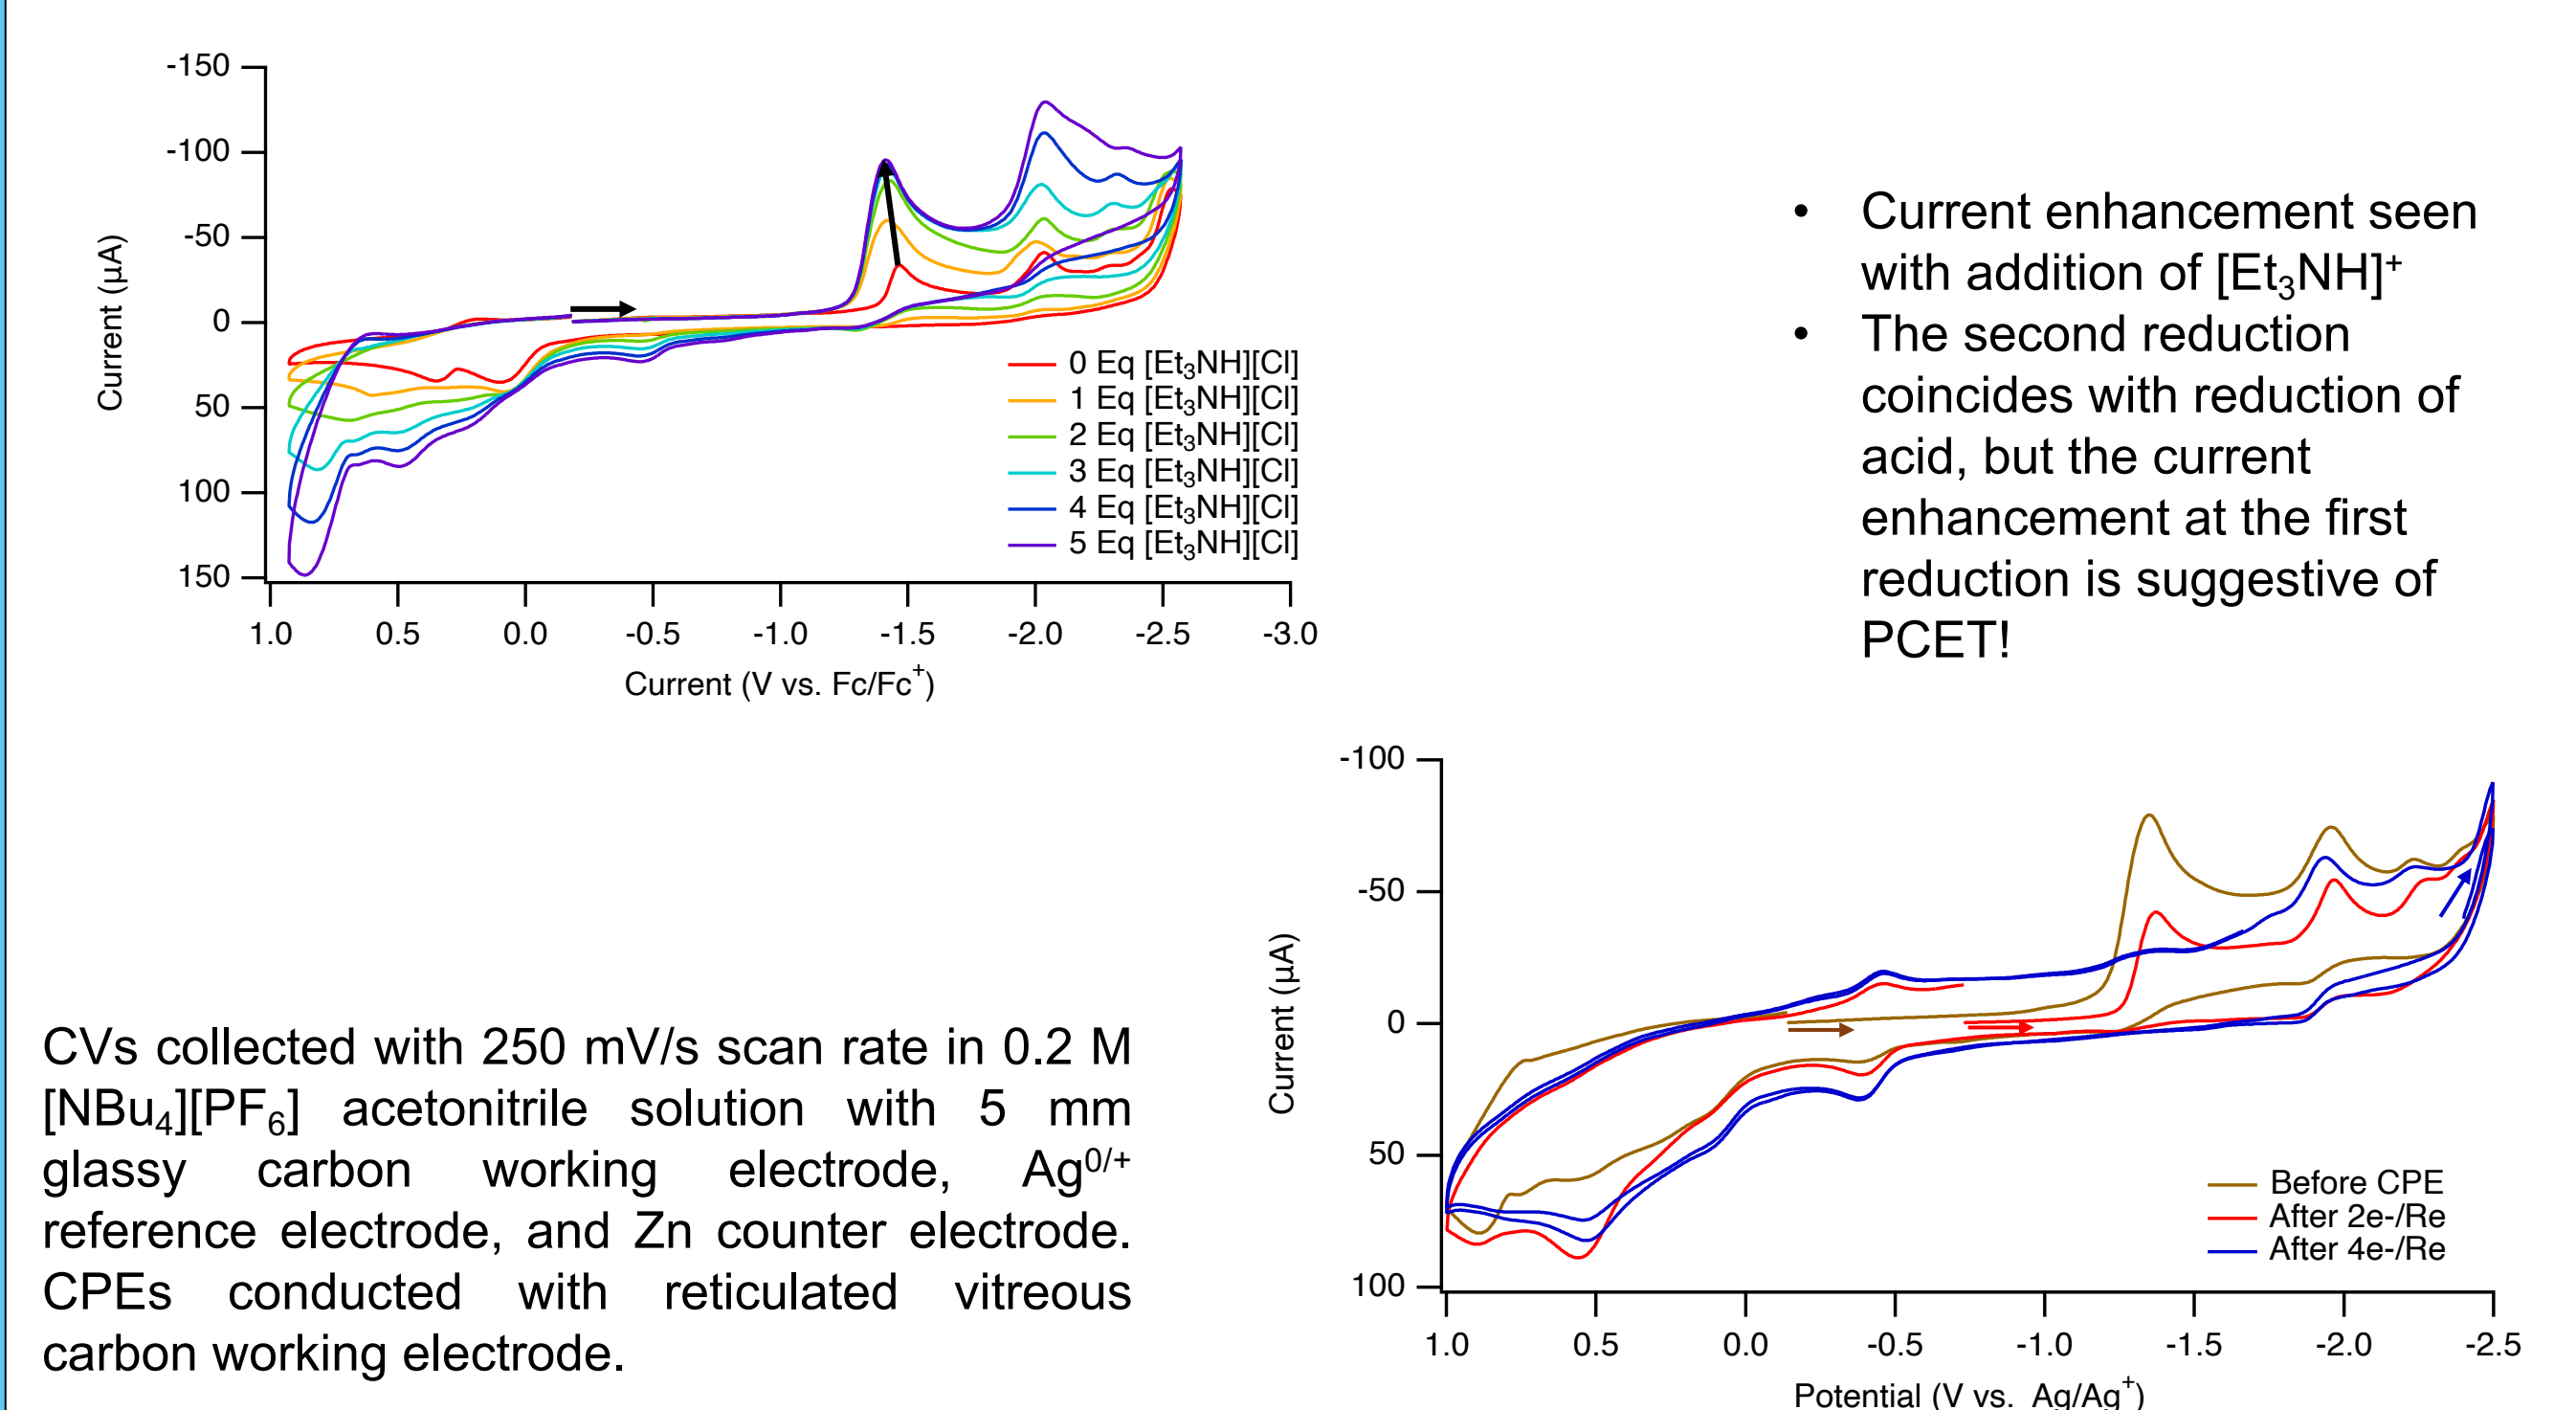 -150
-100
-50
0
50
100
150
Current (µA)
1.0 0.5 0.0 -0.5 -1.0 -1.5 -2.0 -2.5 -3.0
Current (V vs. Fc/Fc⁺)
0 Eq [Et₃NH][Cl]
1 Eq [Et₃NH][Cl]
2 Eq [Et₃NH][Cl]
3 Eq [Et₃NH][Cl]
4 Eq [Et₃NH][Cl]
5 Eq [Et₃NH][Cl]
• Current enhancement seen
with addition of [Et₃NH]⁺
• The second reduction
coincides with reduction of
acid, but the current
enhancement at the first
reduction is suggestive of
PCET!
CVs collected with 250 mV/s scan rate in 0.2 M
[NBu₄][PF₆] acetonitrile solution with 5 mm
glassy carbon working electrode, Ag⁰/⁺
reference electrode, and Zn counter electrode.
CPEs conducted with reticulated vitreous
carbon working electrode.
-100
-50
0
50
100
Current (µA)
Before CPE
After 2e-/Re
After 4e-/Re
1.0 0.5 0.0 -0.5 -1.0 -1.5 -2.0 -2.5
Potential (V vs. Ag/Ag⁺)